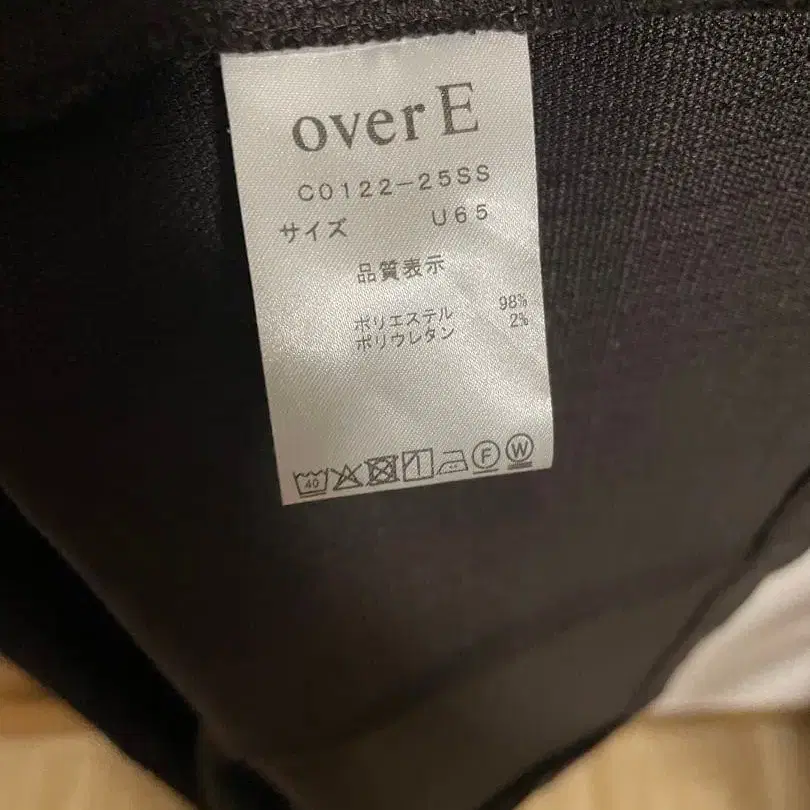 over E
C0122-25SS
サイズ U65
品質表示
ポリエステル 98%
ポリウレタン 2%
40 F W